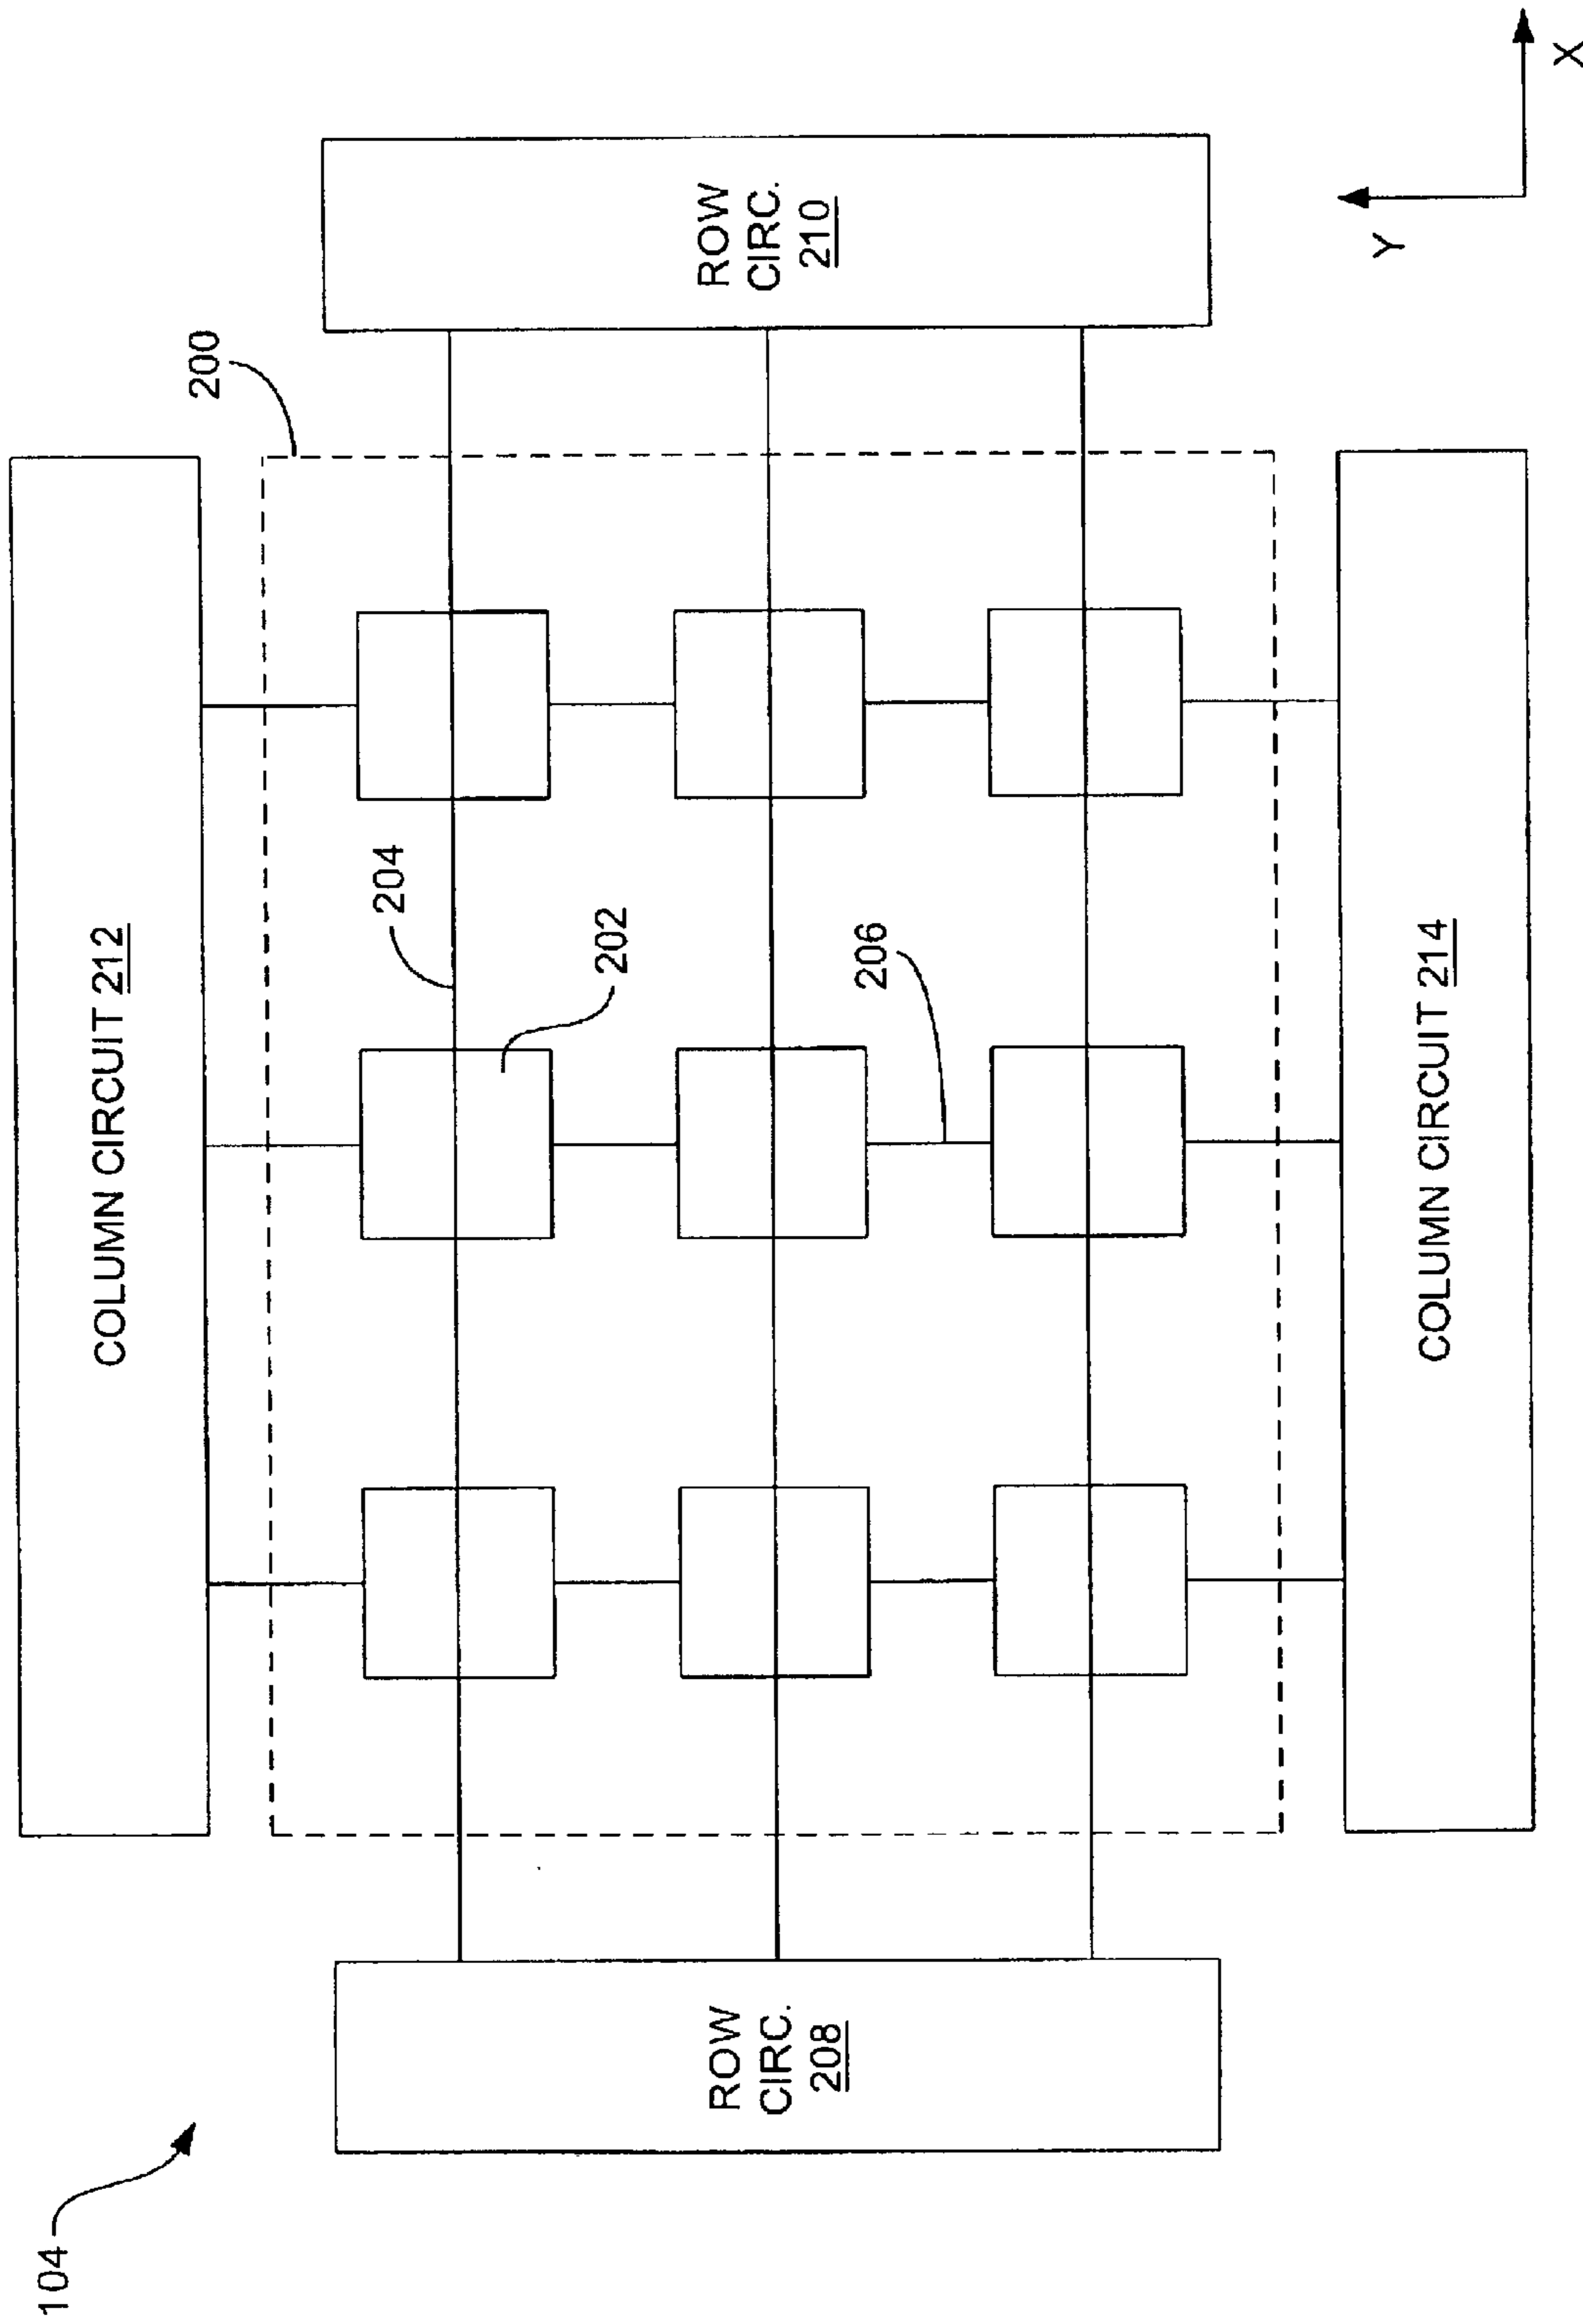 104
COLUMN CIRCUIT 212
200
204
202
206
ROW
CIRC.
208
ROW
CIRC.
210
COLUMN CIRCUIT 214
Y
X